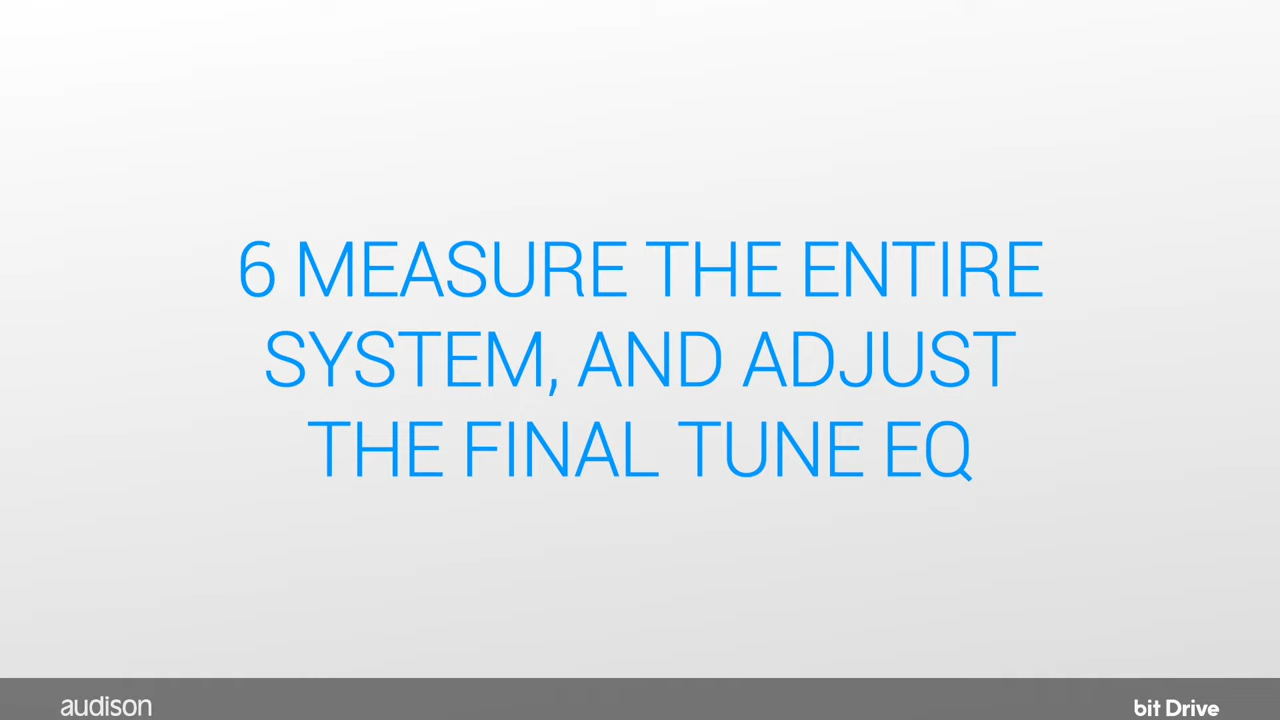 6 MEASURE THE ENTIRE
SYSTEM, AND ADJUST
THE FINAL TUNE EQ
audison
bit Drive